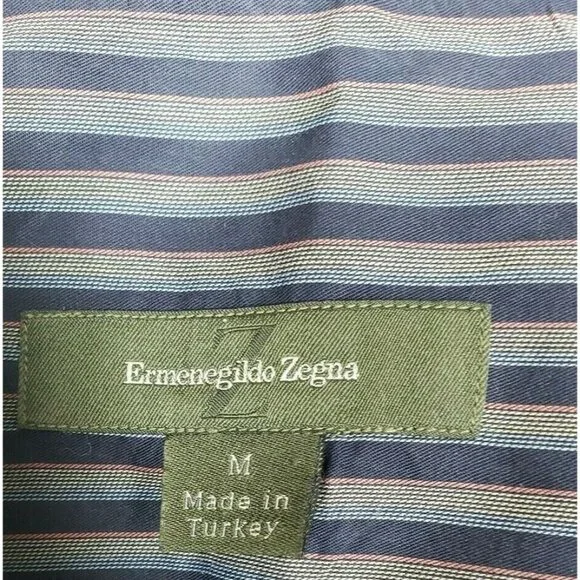 Z
Ermenegildo Zegna
M
Made in
Turkey